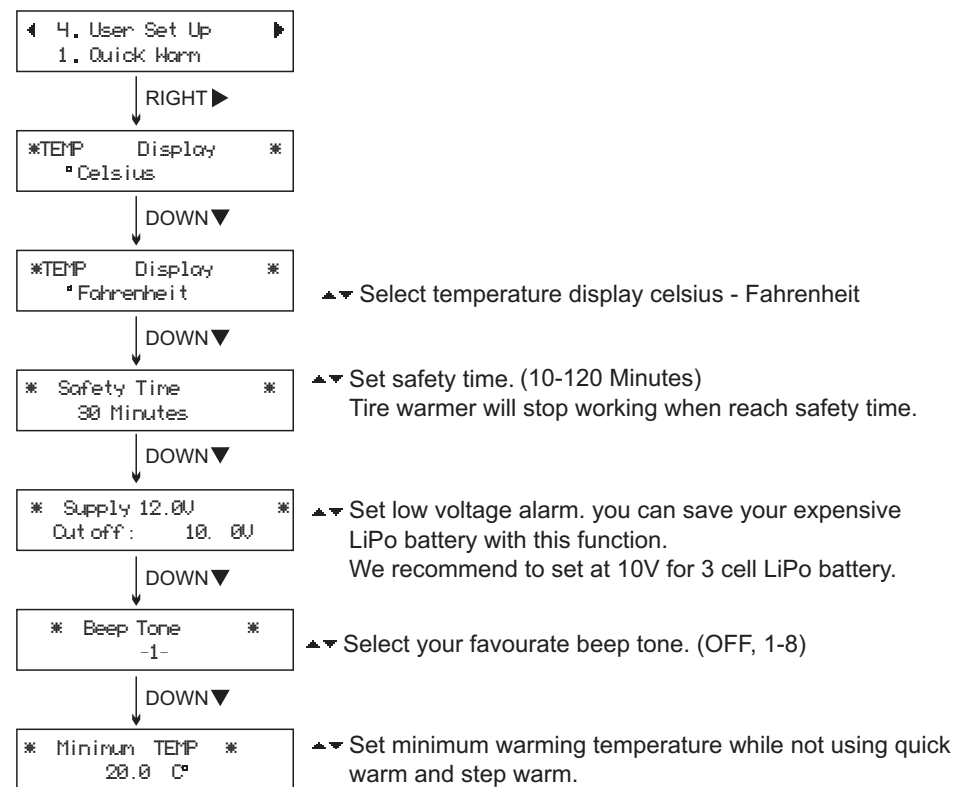 4. User Set Up
1. Quick Warm
RIGHT
*TEMP Display *
°Celsius
DOWN
*TEMP Display *
°Fahrenheit
Select temperature display celsius - Fahrenheit
DOWN
* Safety Time *
30 Minutes
Set safety time. (10-120 Minutes)
Tire warmer will stop working when reach safety time.
DOWN
* Supply 12.0V *
Cut off: 10. 0V
Set low voltage alarm. you can save your expensive
LiPo battery with this function.
We recommend to set at 10V for 3 cell LiPo battery.
DOWN
* Beep Tone *
-1-
Select your favourate beep tone. (OFF, 1-8)
DOWN
* Minimum TEMP *
20.0 C°
Set minimum warming temperature while not using quick
warm and step warm.